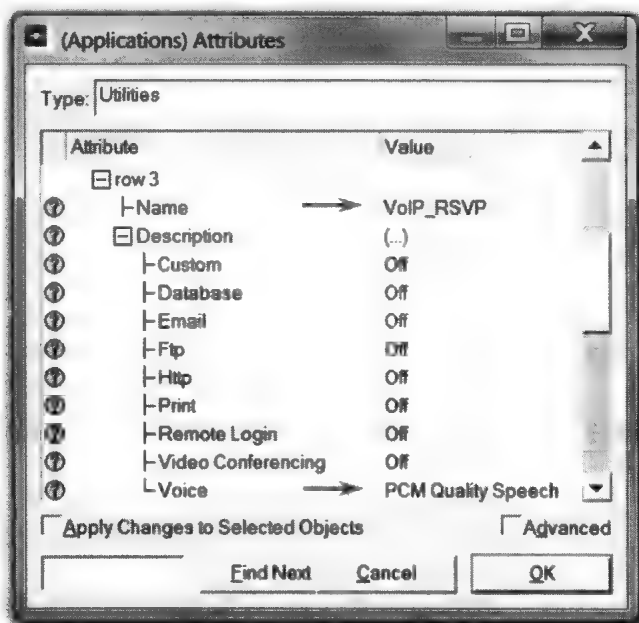 (Applications) Attributes
Type: Utilities
Attribute Value
row 3
Name VoIP_RSVP
Description (...)
Custom Off
Database Off
Email Off
Ftp Off
Http Off
Print Off
Remote Login Off
Video Conferencing Off
Voice PCM Quality Speech
Apply Changes to Selected Objects Advanced
Find Next Cancel OK